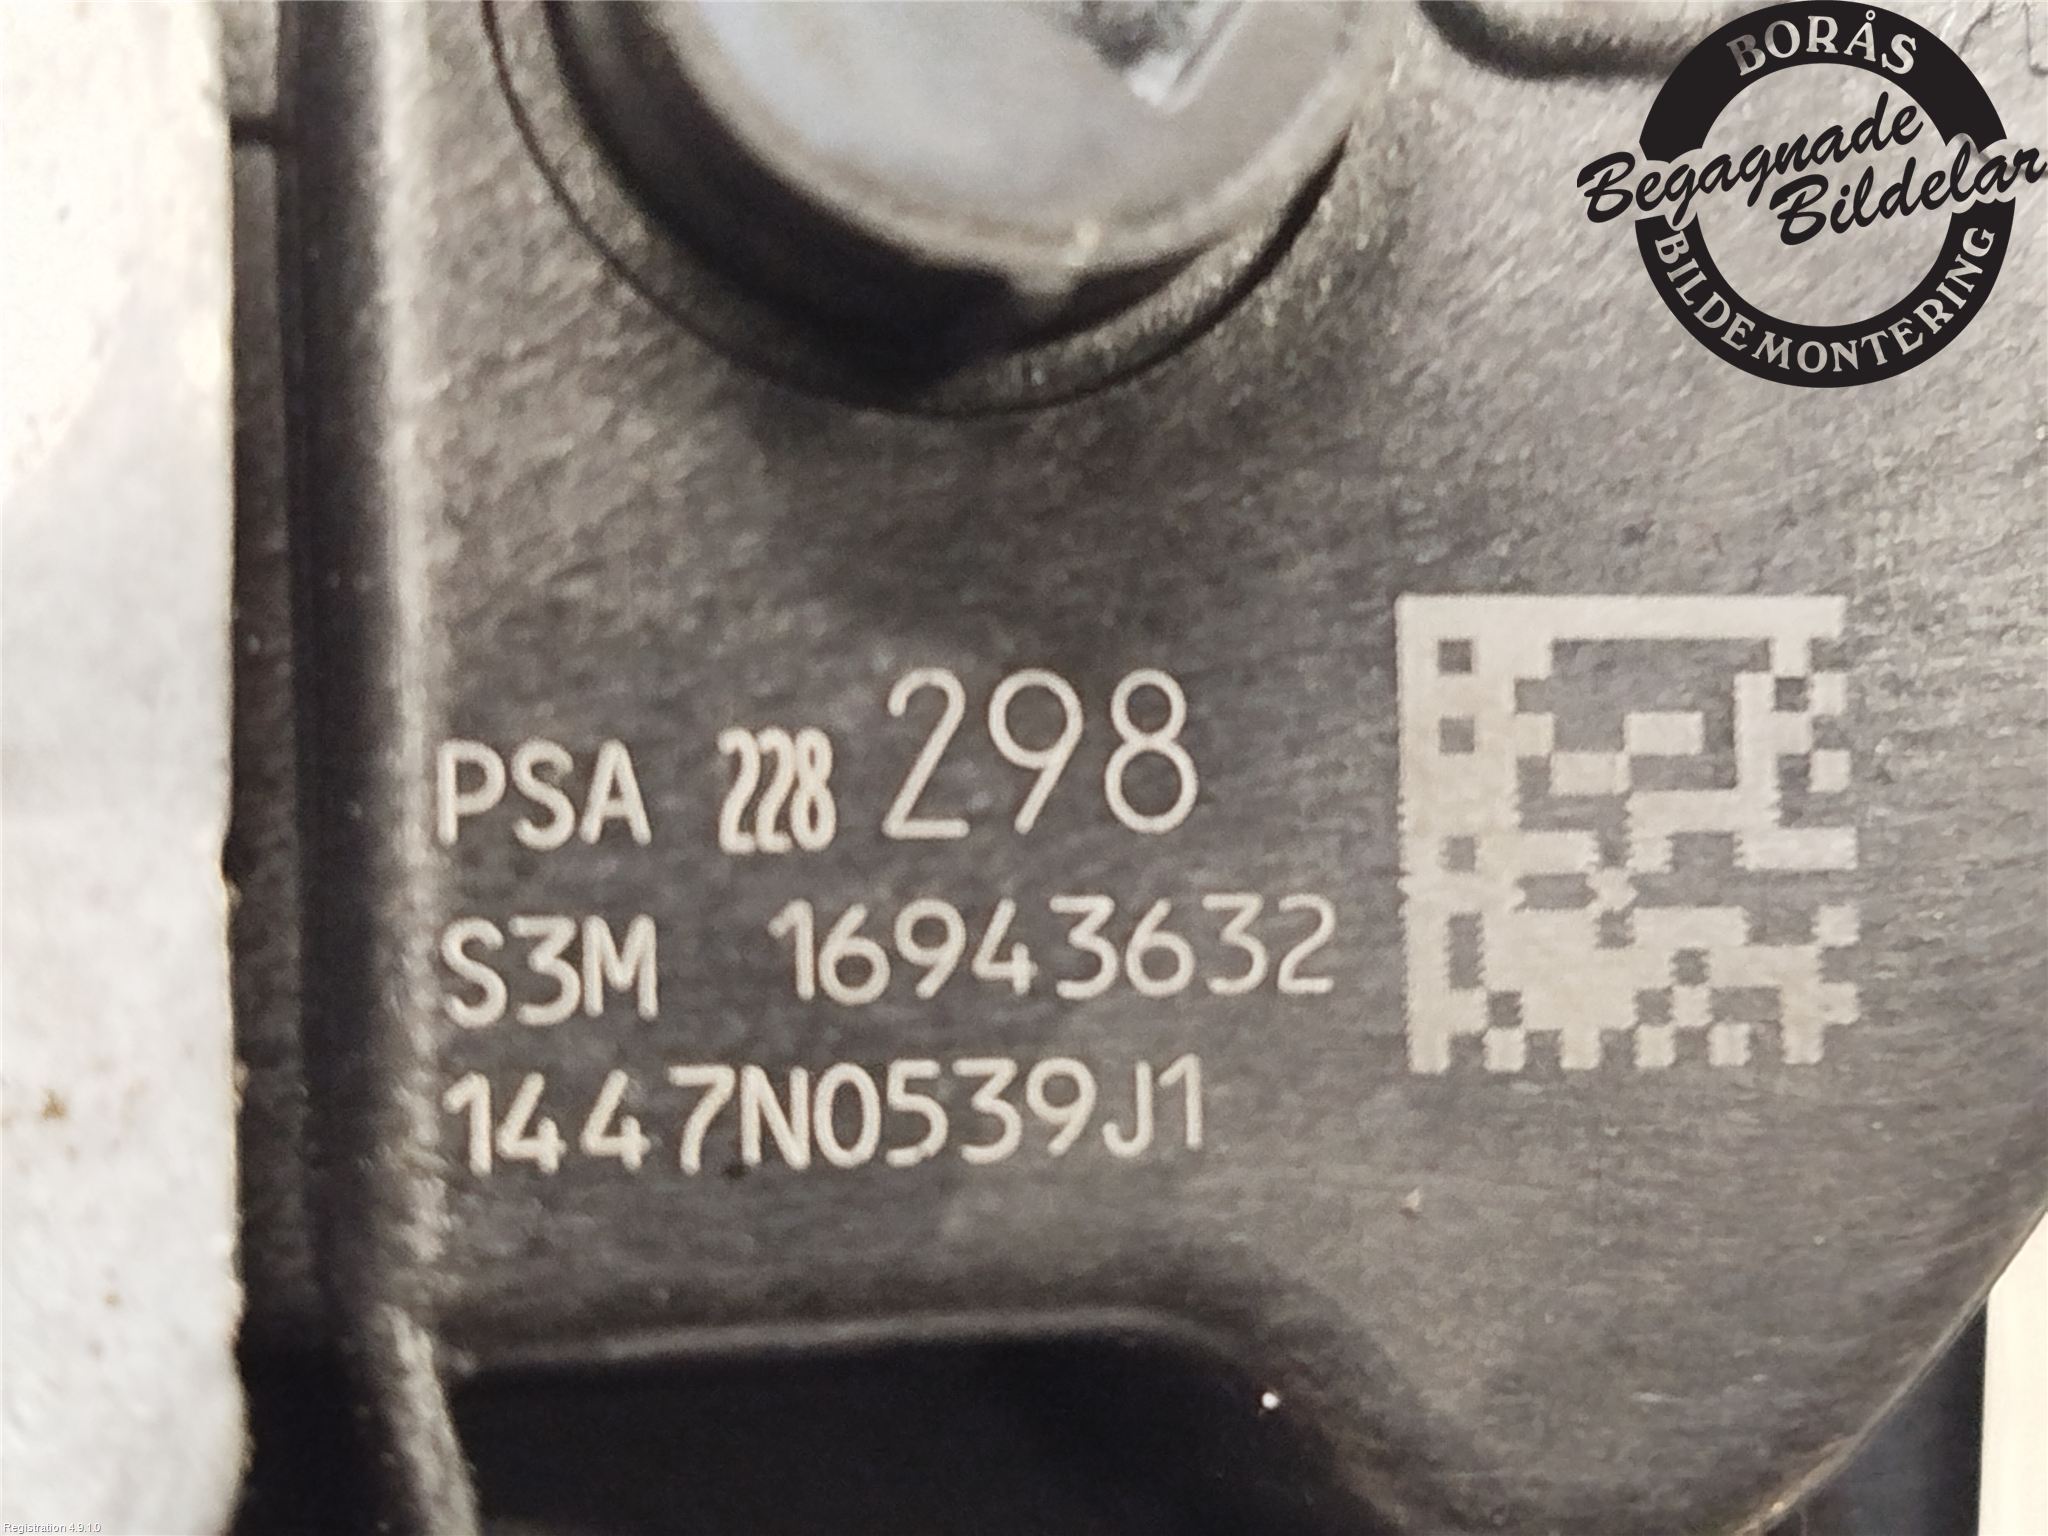 BORÅS
Begagnade
Bildelar
BILDEMONTERING
PSA 228 298
S3M 16943632
1447N0539J1
Registration 4.9.1.0